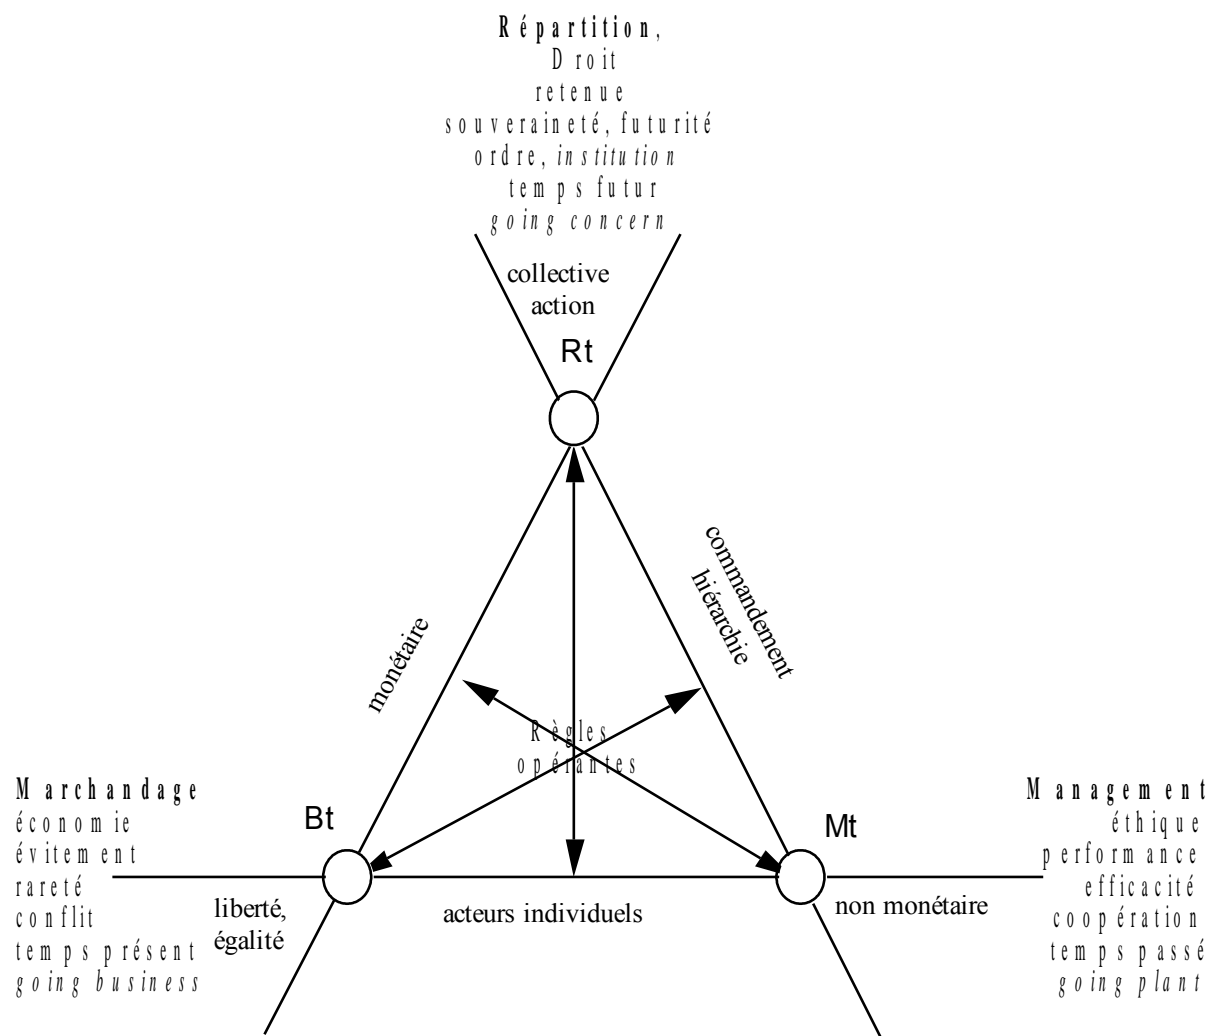 Répartition,
Droit
retenue
souveraineté, futurité
ordre, institution
temps futur
going concern
collective
action
Rt
commandement
hiérarchie
monétaire
Règles
opérantes
Marchandage
économie
évitement
rareté
conflit
temps présent
going business
Bt
liberté,
égalité
acteurs individuels
Mt
non monétaire
Management
éthique
performance
efficacité
coopération
temps passé
going plant